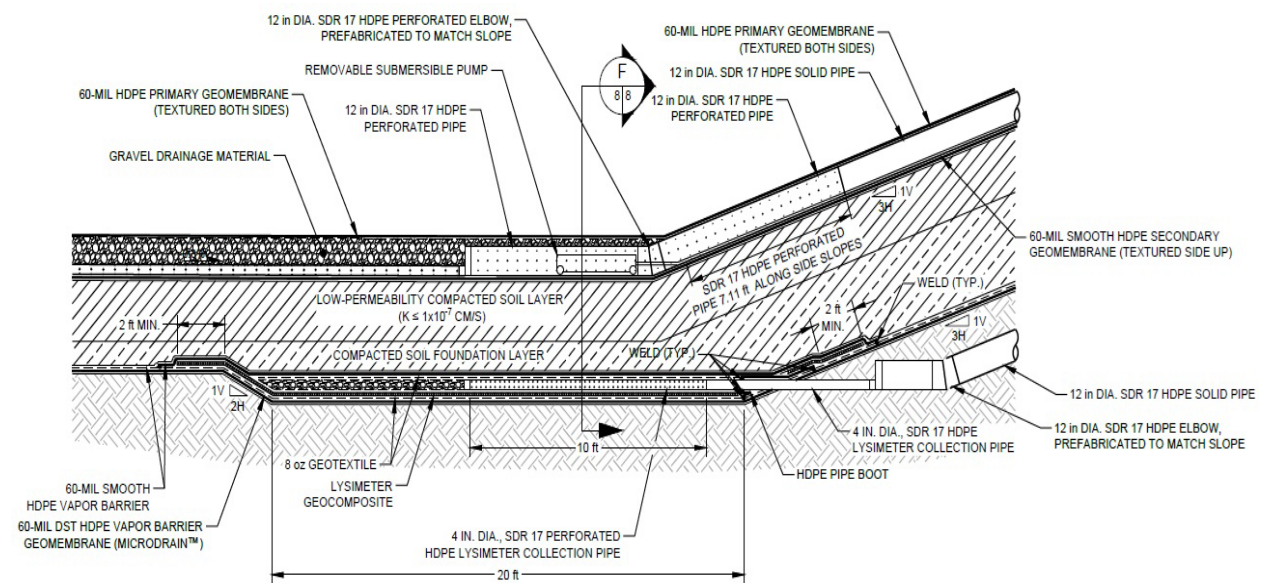 12 in DIA. SDR 17 HDPE PERFORATED ELBOW,
PREFABRICATED TO MATCH SLOPE
60-MIL HDPE PRIMARY GEOMEMBRANE
(TEXTURED BOTH SIDES)
REMOVABLE SUBMERSIBLE PUMP
F
8 8
12 in DIA. SDR 17 HDPE SOLID PIPE
60-MIL HDPE PRIMARY GEOMEMBRANE
(TEXTURED BOTH SIDES)
12 in DIA. SDR 17 HDPE
PERFORATED PIPE
12 in DIA. SDR 17 HDPE
PERFORATED PIPE
GRAVEL DRAINAGE MATERIAL
1V
3H
60-MIL SMOOTH HDPE SECONDARY
GEOMEMBRANE (TEXTURED SIDE UP)
SDR 17 HDPE PERFORATED
PIPE 7.11 ft ALONG SIDE SLOPES
LOW-PERMEABILITY COMPACTED SOIL LAYER
(K ≤ 1x10⁻⁷ CM/S)
WELD (TYP.)
2 ft MIN.
2 ft
MIN.
1V
3H
COMPACTED SOIL FOUNDATION LAYER
WELD (TYP.)
1V
2H
12 in DIA. SDR 17 HDPE SOLID PIPE
10 ft
4 IN. DIA., SDR 17 HDPE
LYSIMETER COLLECTION PIPE
12 in DIA. SDR 17 HDPE ELBOW,
PREFABRICATED TO MATCH SLOPE
8 oz GEOTEXTILE
HDPE PIPE BOOT
LYSIMETER
GEOCOMPOSITE
60-MIL SMOOTH
HDPE VAPOR BARRIER
60-MIL DST HDPE VAPOR BARRIER
GEOMEMBRANE (MICRODRAIN™)
4 IN. DIA., SDR 17 PERFORATED
HDPE LYSIMETER COLLECTION PIPE
20 ft